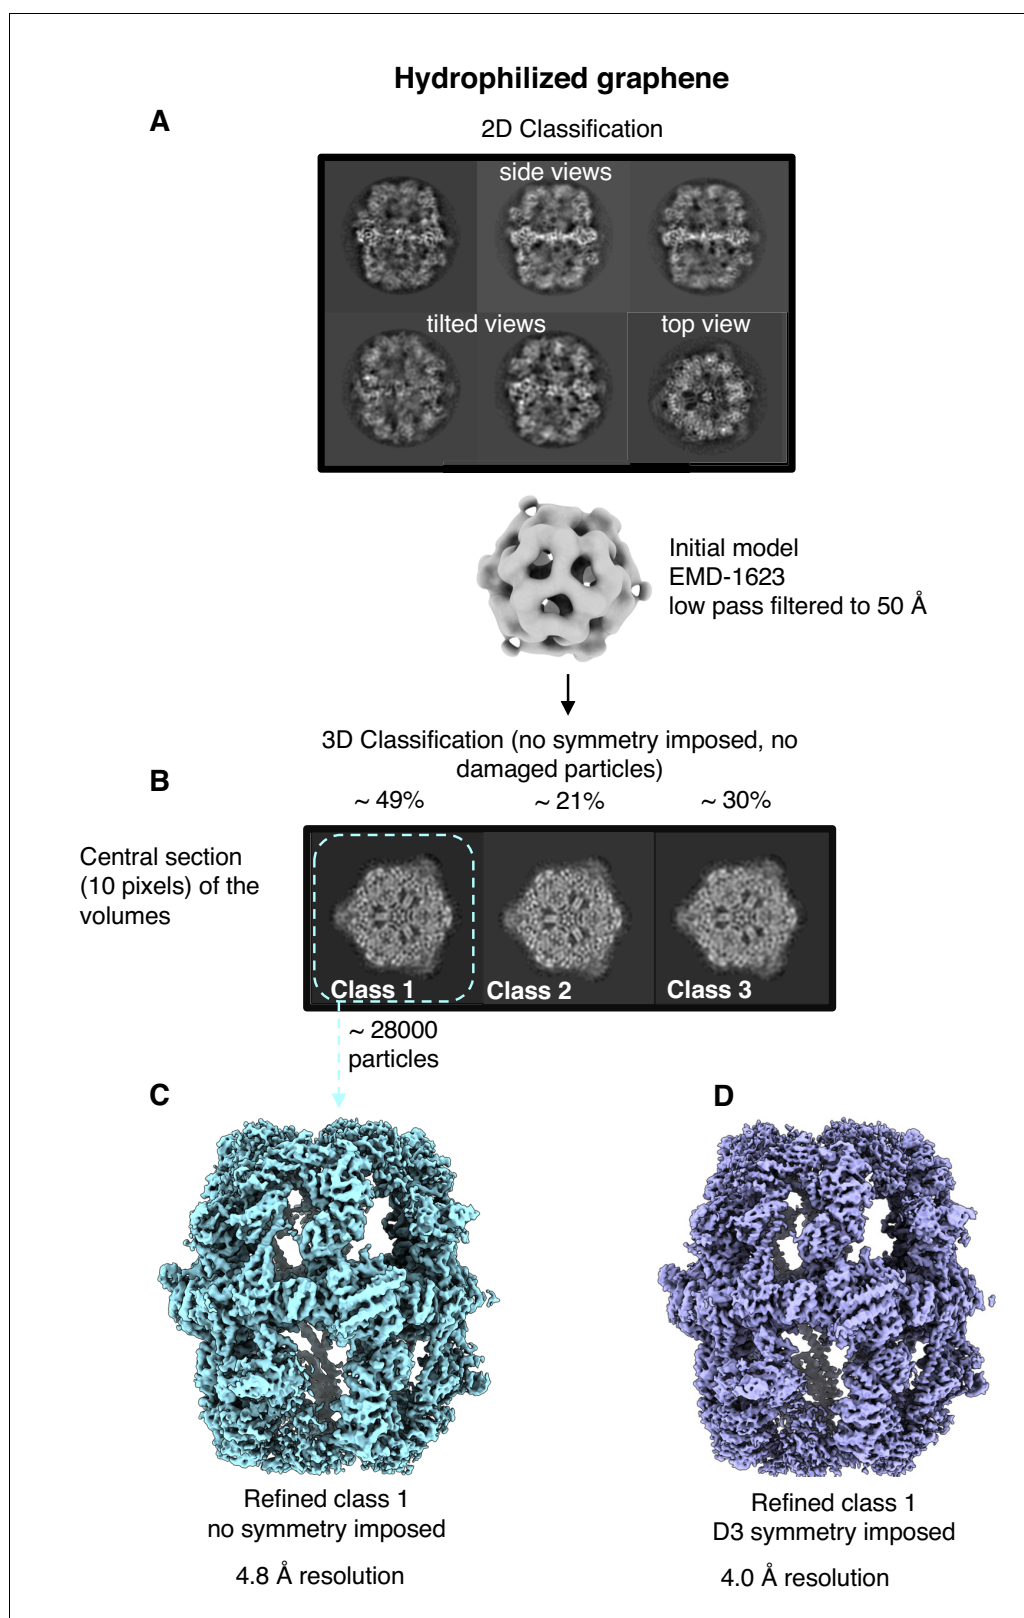 Hydrophilized graphene
A
2D Classification
side views
tilted views
top view
Initial model
EMD-1623
low pass filtered to 50 Å
3D Classification (no symmetry imposed, no
damaged particles)
B
~ 49%
~ 21%
~ 30%
Central section
(10 pixels) of the
volumes
Class 1
Class 2
Class 3
~ 28000
particles
C
D
Refined class 1
no symmetry imposed
4.8 Å resolution
Refined class 1
D3 symmetry imposed
4.0 Å resolution